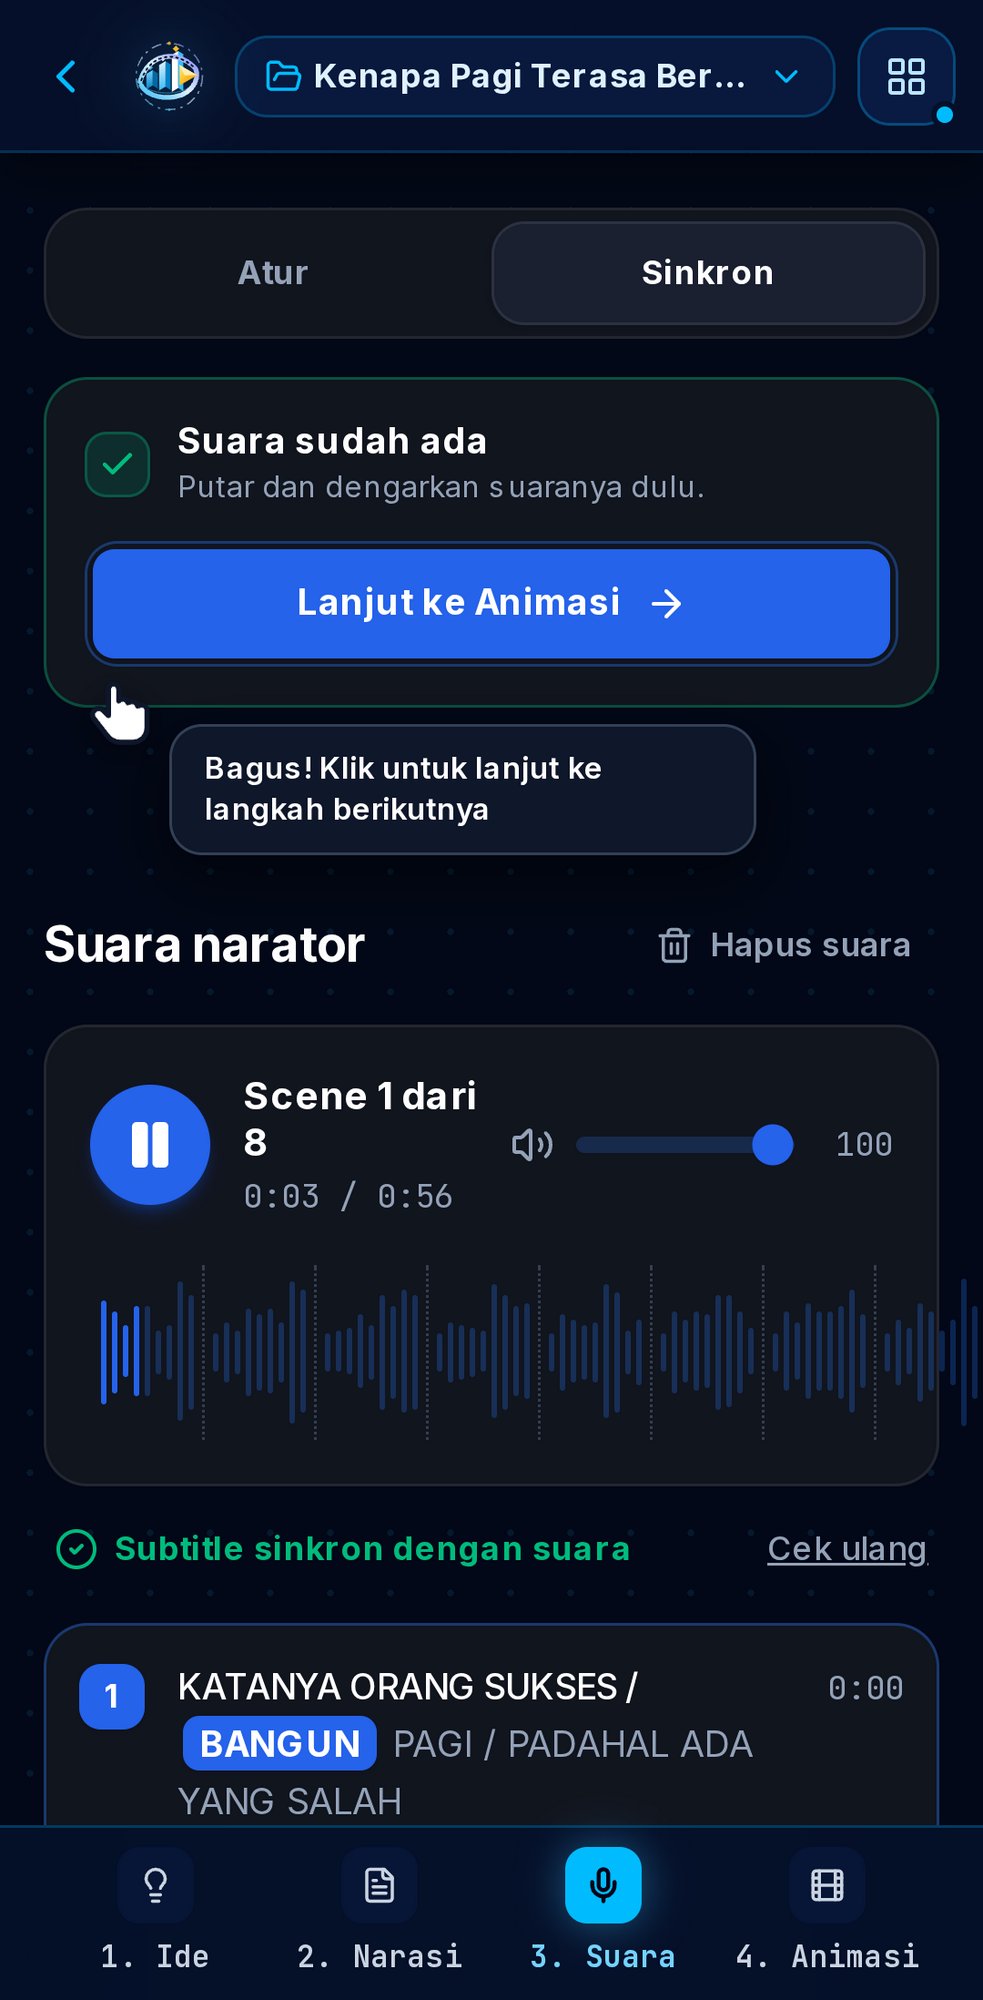 Kenapa Pagi Terasa Ber...
Atur
Sinkron
Suara sudah ada
Putar dan dengarkan suaranya dulu.
Lanjut ke Animasi
Bagus! Klik untuk lanjut ke
langkah berikutnya
Suara narator
Hapus suara
Scene 1 dari
8
0:03 / 0:56
100
Subtitle sinkron dengan suara
Cek ulang
1
KATANYA ORANG SUKSES /
0:00
BANGUN PAGI / PADAHAL ADA
YANG SALAH
1. Ide
2. Narasi
3. Suara
4. Animasi